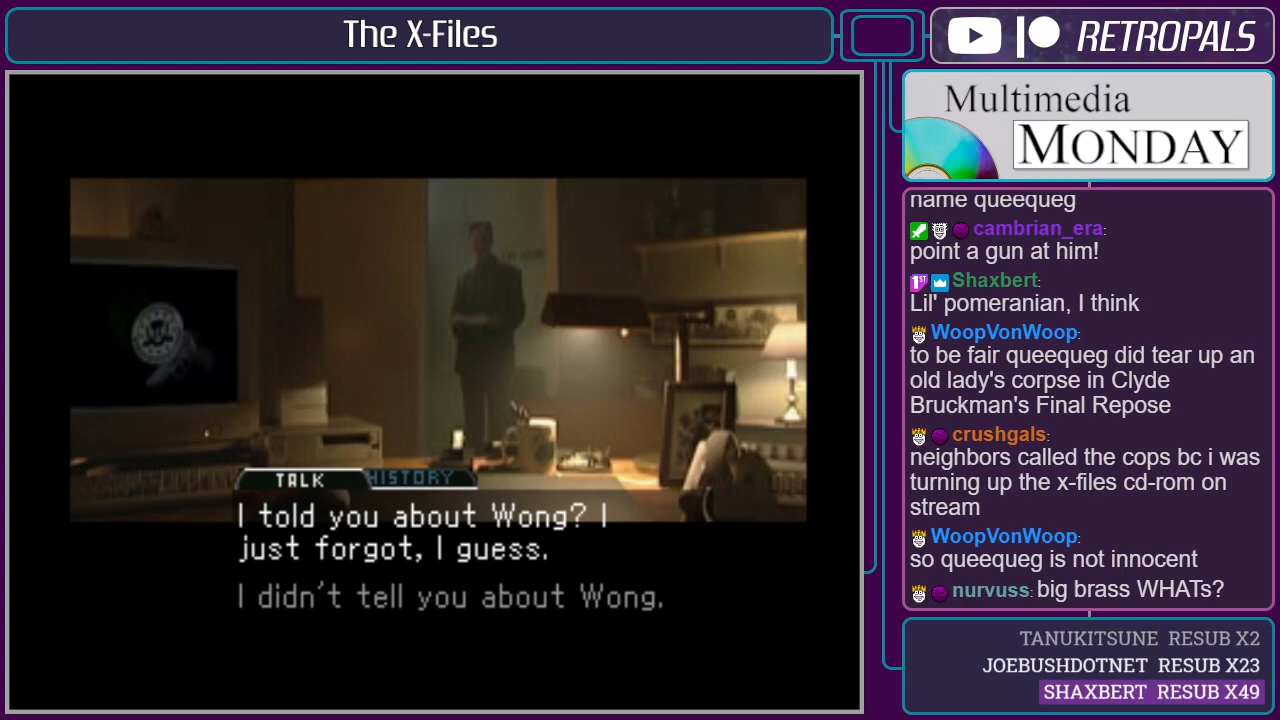 The X-Files
RETROPALS
Multimedia
MONDAY
name queequeg
cambrian_era:
point a gun at him!
1ST Shaxbert:
Lil' pomeranian, I think
WoopVonWoop:
to be fair queequeg did tear up an
old lady's corpse in Clyde
Bruckman's Final Repose
crushgals:
neighbors called the cops bc i was
turning up the x-files cd-rom on
stream
WoopVonWoop:
so queequeg is not innocent
nurvuss: big brass WHATs?
TALK HISTORY
I told you about Wong? I
just forgot, I guess.
I didn't tell you about Wong.
TANUKITSUNE RESUB X2
JOEBUSHDOTNET RESUB X23
SHAXBERT RESUB X49